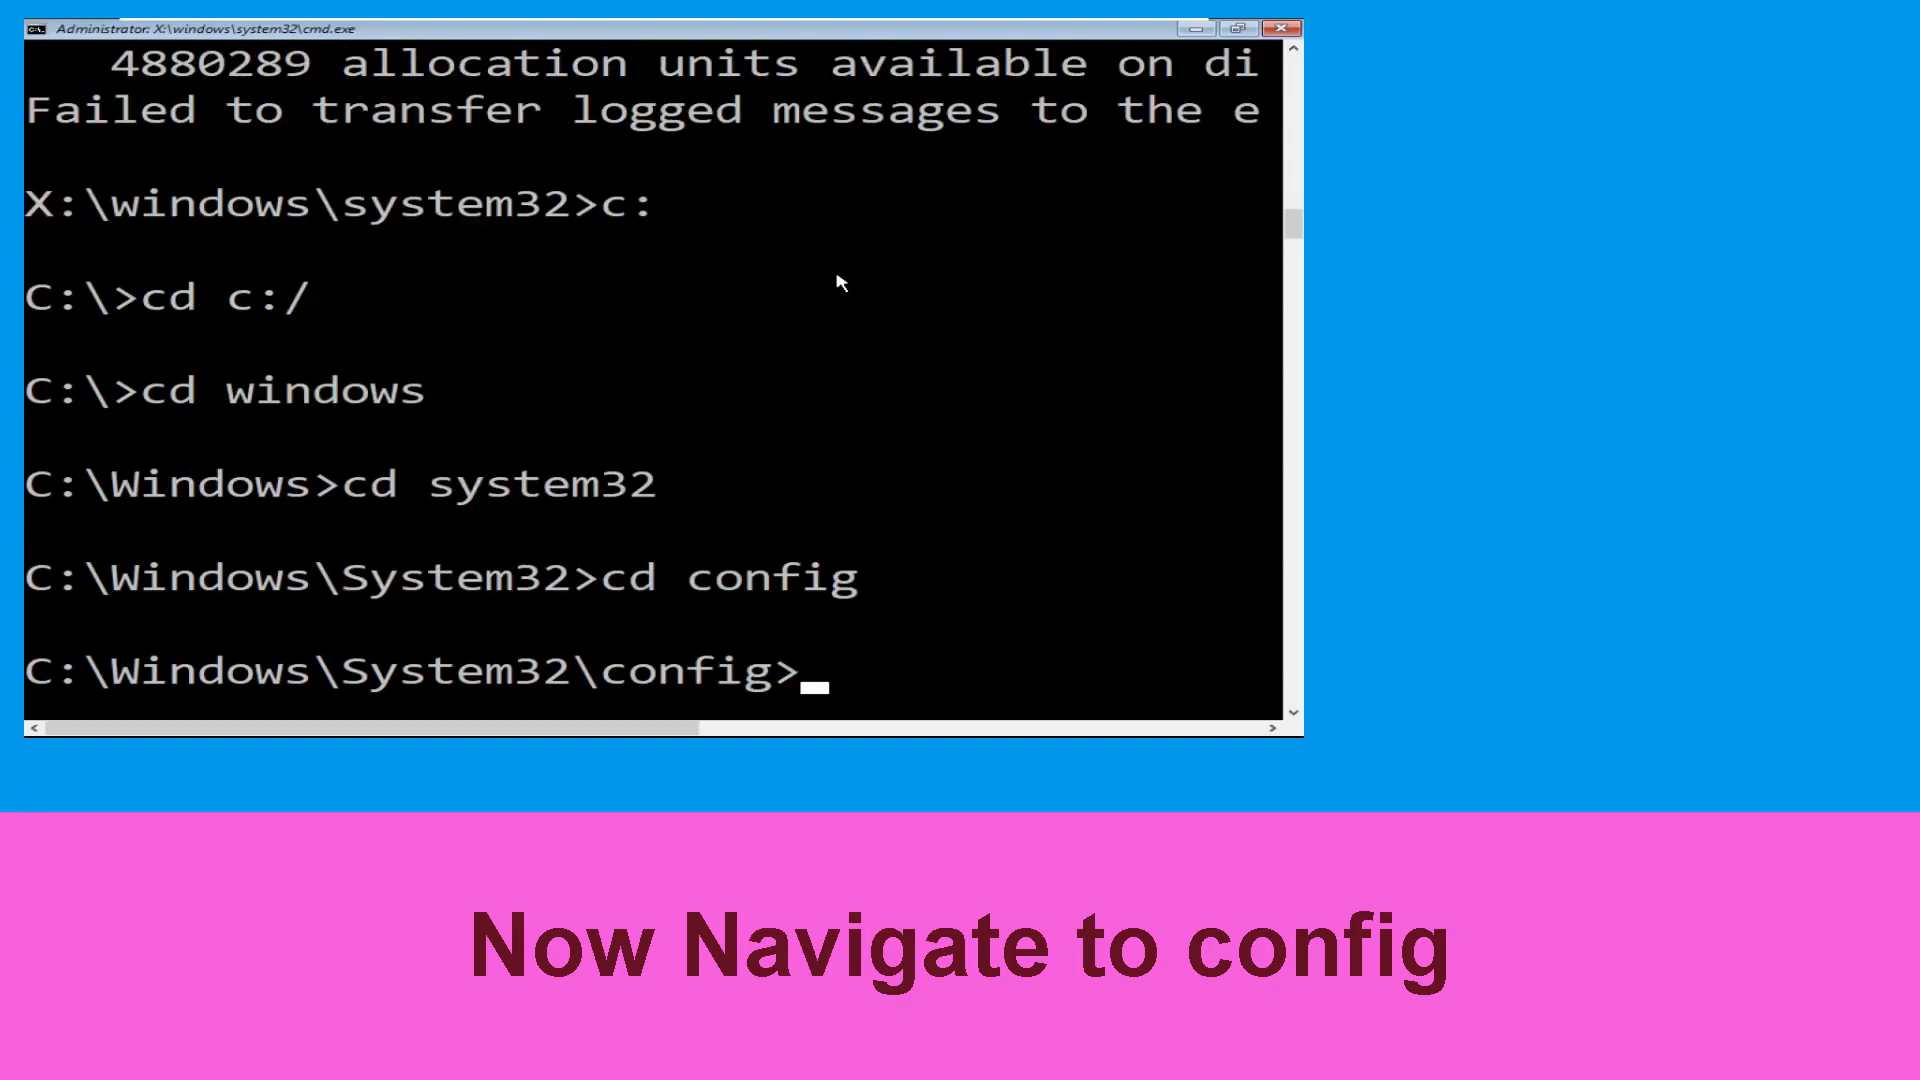 Administrator: X:\windows\system32\cmd.exe
4880289 allocation units available on di
Failed to transfer logged messages to the e
X:\windows\system32>c:
C:\>cd c:/
C:\>cd windows
C:\Windows>cd system32
C:\Windows\System32>cd config
C:\Windows\System32\config>
Now Navigate to config